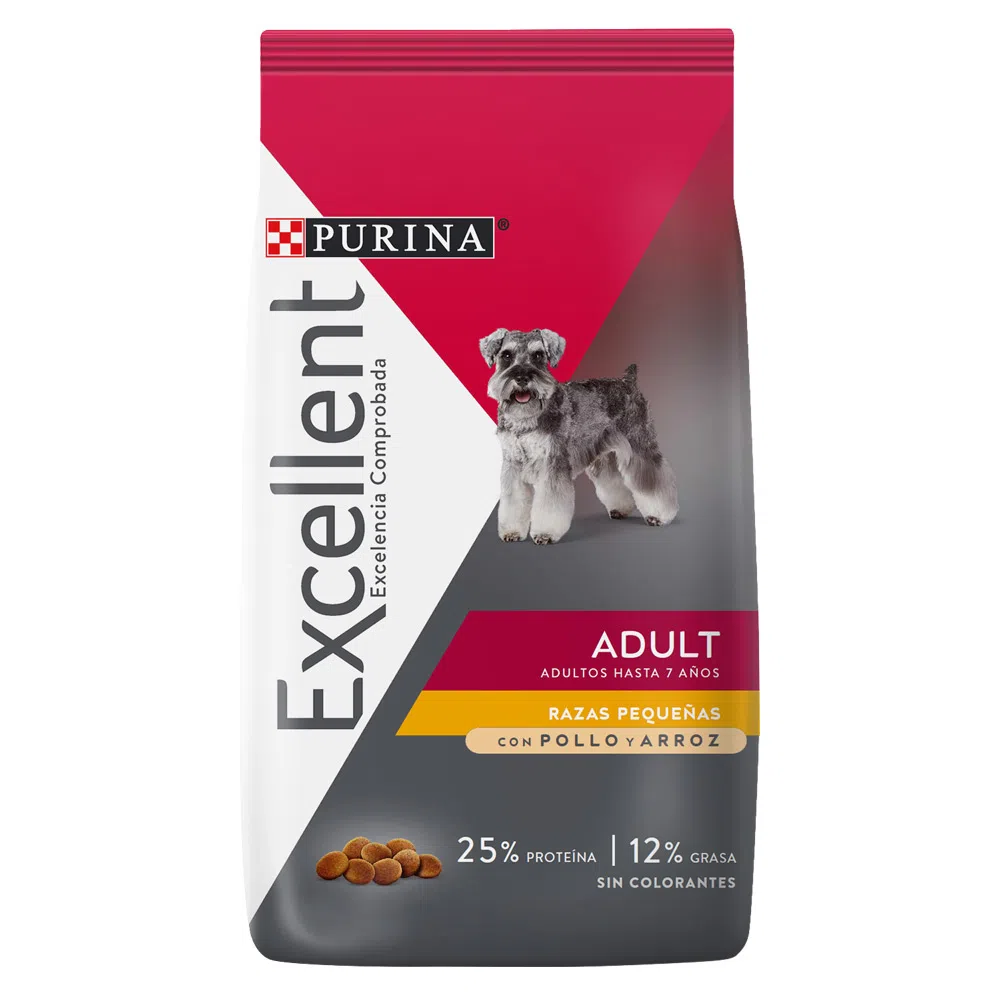 PURINA®
Excellent
Excelencia Comprobada
ADULT
ADULTOS HASTA 7 AÑOS
RAZAS PEQUEÑAS
CON POLLO Y ARROZ
25% PROTEÍNA | 12% GRASA
SIN COLORANTES